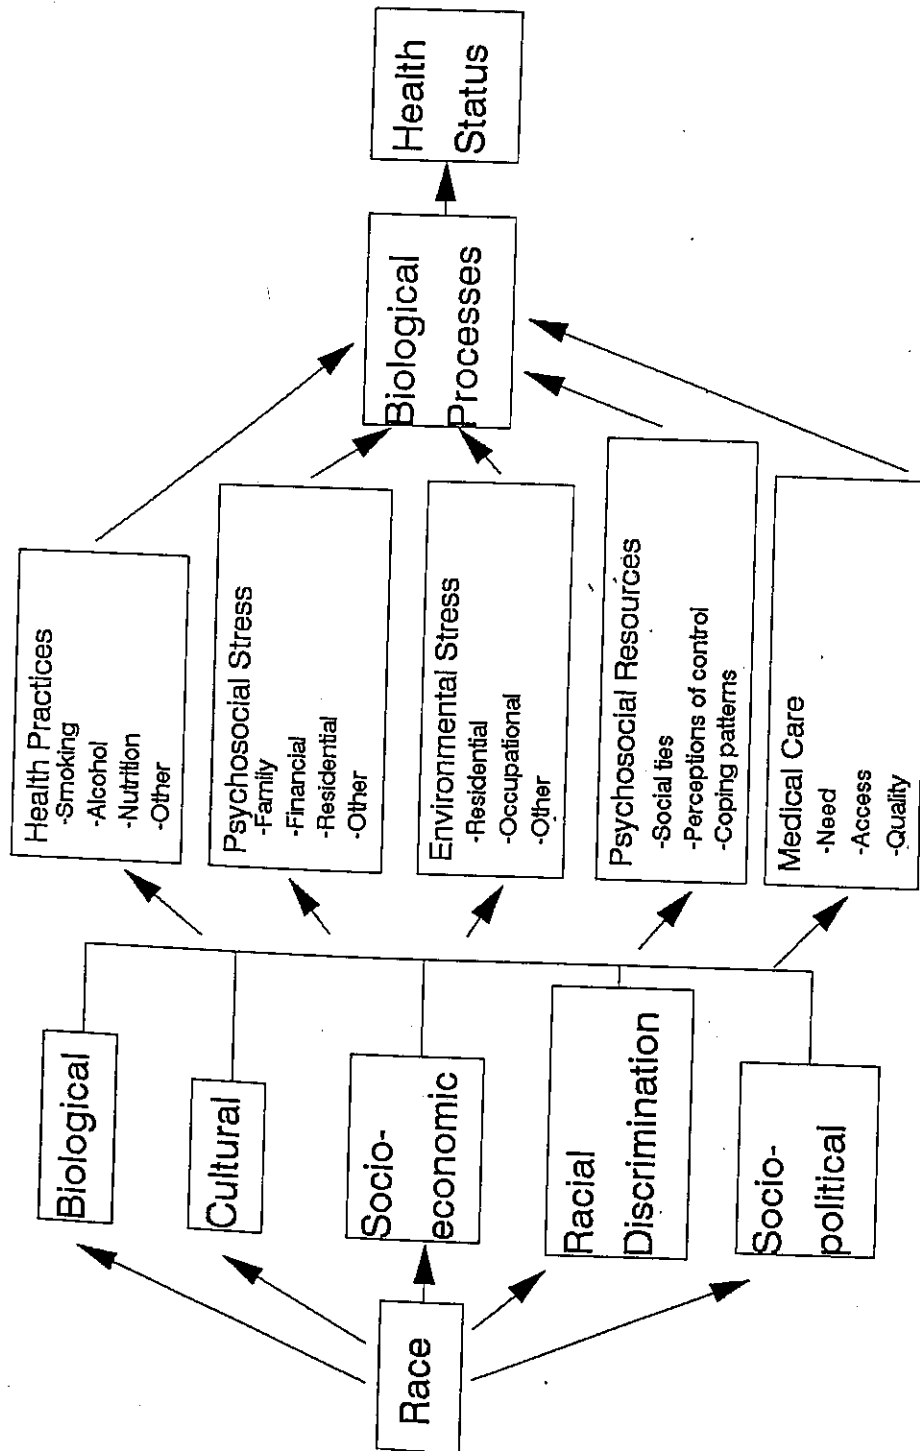 Race
Biological
Cultural
Socio-
economic
Racial
Discrimination
Socio-
political
Health Practices
-Smoking
-Alcohol
-Nutrition
-Other
Psychosocial Stress
-Family
-Financial
-Residential
-Other
Environmental Stress
-Residential
-Occupational
-Other
Psychosocial Resources
-Social ties
-Perceptions of control
-Coping patterns
Medical Care
-Need
-Access
-Quality
Biological
Processes
Health
Status